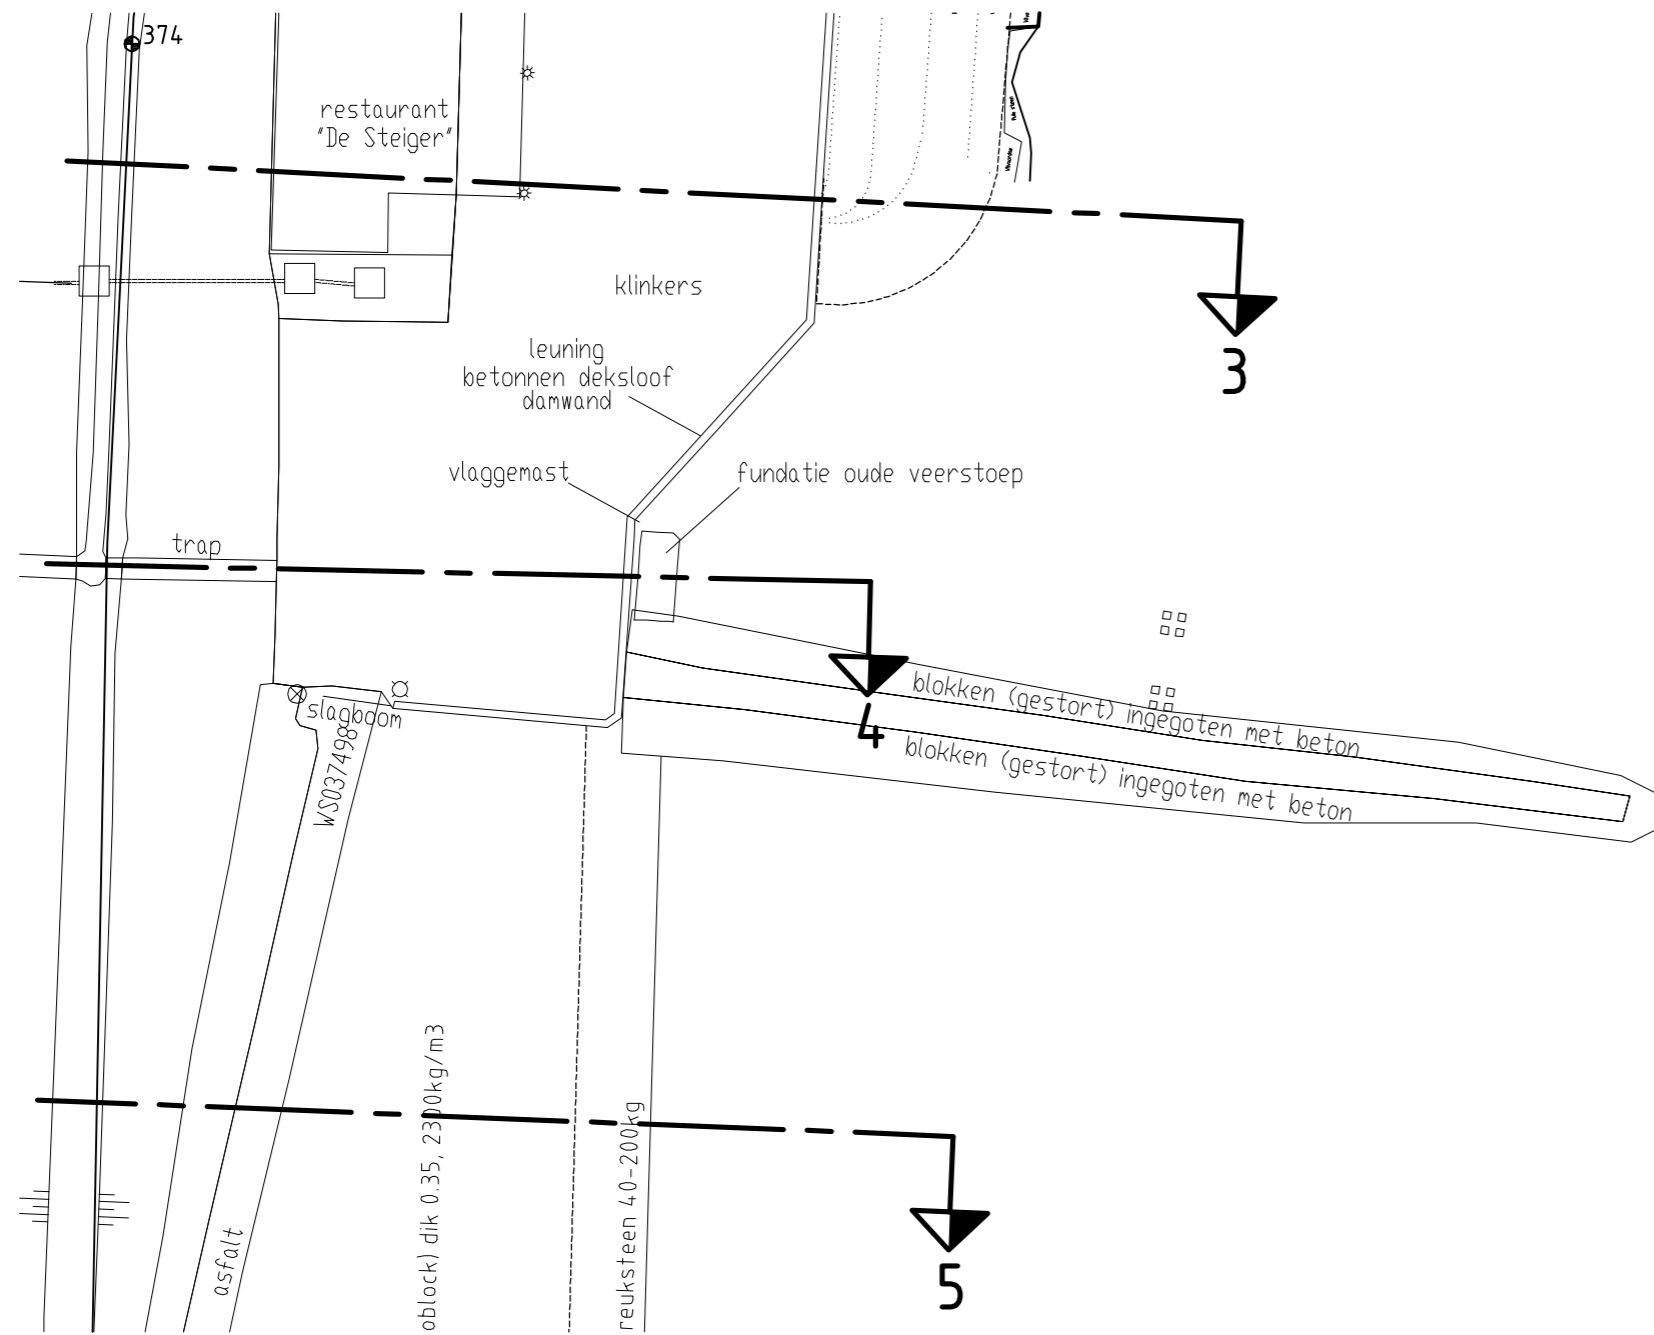 374
restaurant
"De Steiger"
klinkers
3
leuning
betonnen deksloof
damwand
vlaggemast
fundatie oude veerstoep
trap
4
blokken (gestort) ingegoten met beton
blokken (gestort) ingegoten met beton
slagboom
WS037498
oblock) dik 0.35, 2300kg/m3
reuksteen 40-200kg
asfalt
5